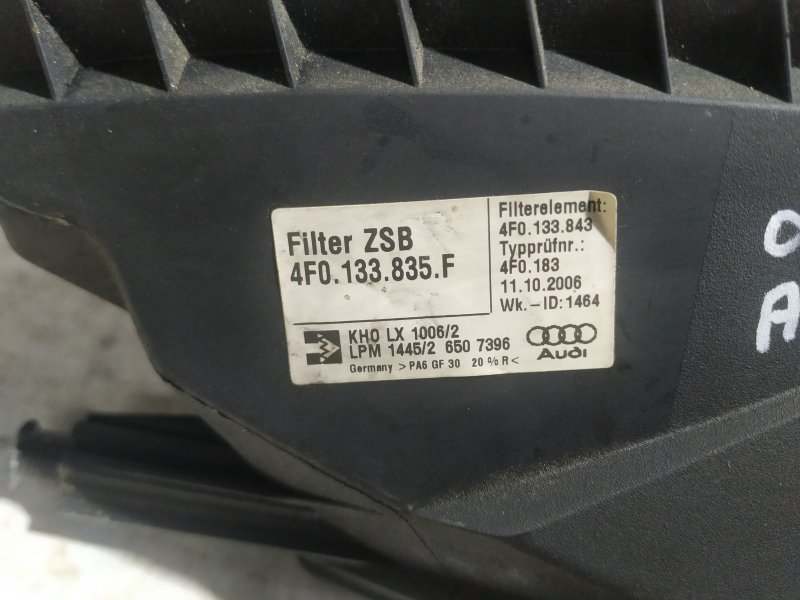 Filter ZSB
4F0.133.835.F
Filterelement:
4F0.133.843
Typprüfnr.:
4F0.183
11.10.2006
Wk.-ID:1464
KHO LX 1006/2
LPM 1445/2 650 7396
Audi
Germany >PA6 GF 30 20 % R<